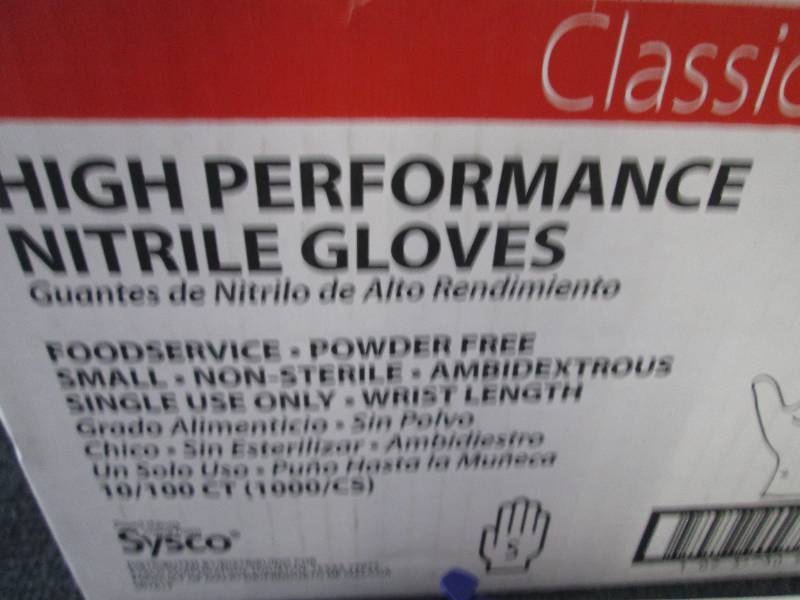 Classic
HIGH PERFORMANCE
NITRILE GLOVES
Guantes de Nitrilo de Alto Rendimiento
FOODSERVICE • POWDER FREE
SMALL • NON-STERILE • AMBIDEXTROUS
SINGLE USE ONLY • WRIST LENGTH
Grado Alimenticio • Sin Polvo
Chico • Sin Esterilizar • Ambidiestro
Un Solo Uso • Puño Hasta la Muñeca
10/100 CT (1000/CS)
Sysco®
S